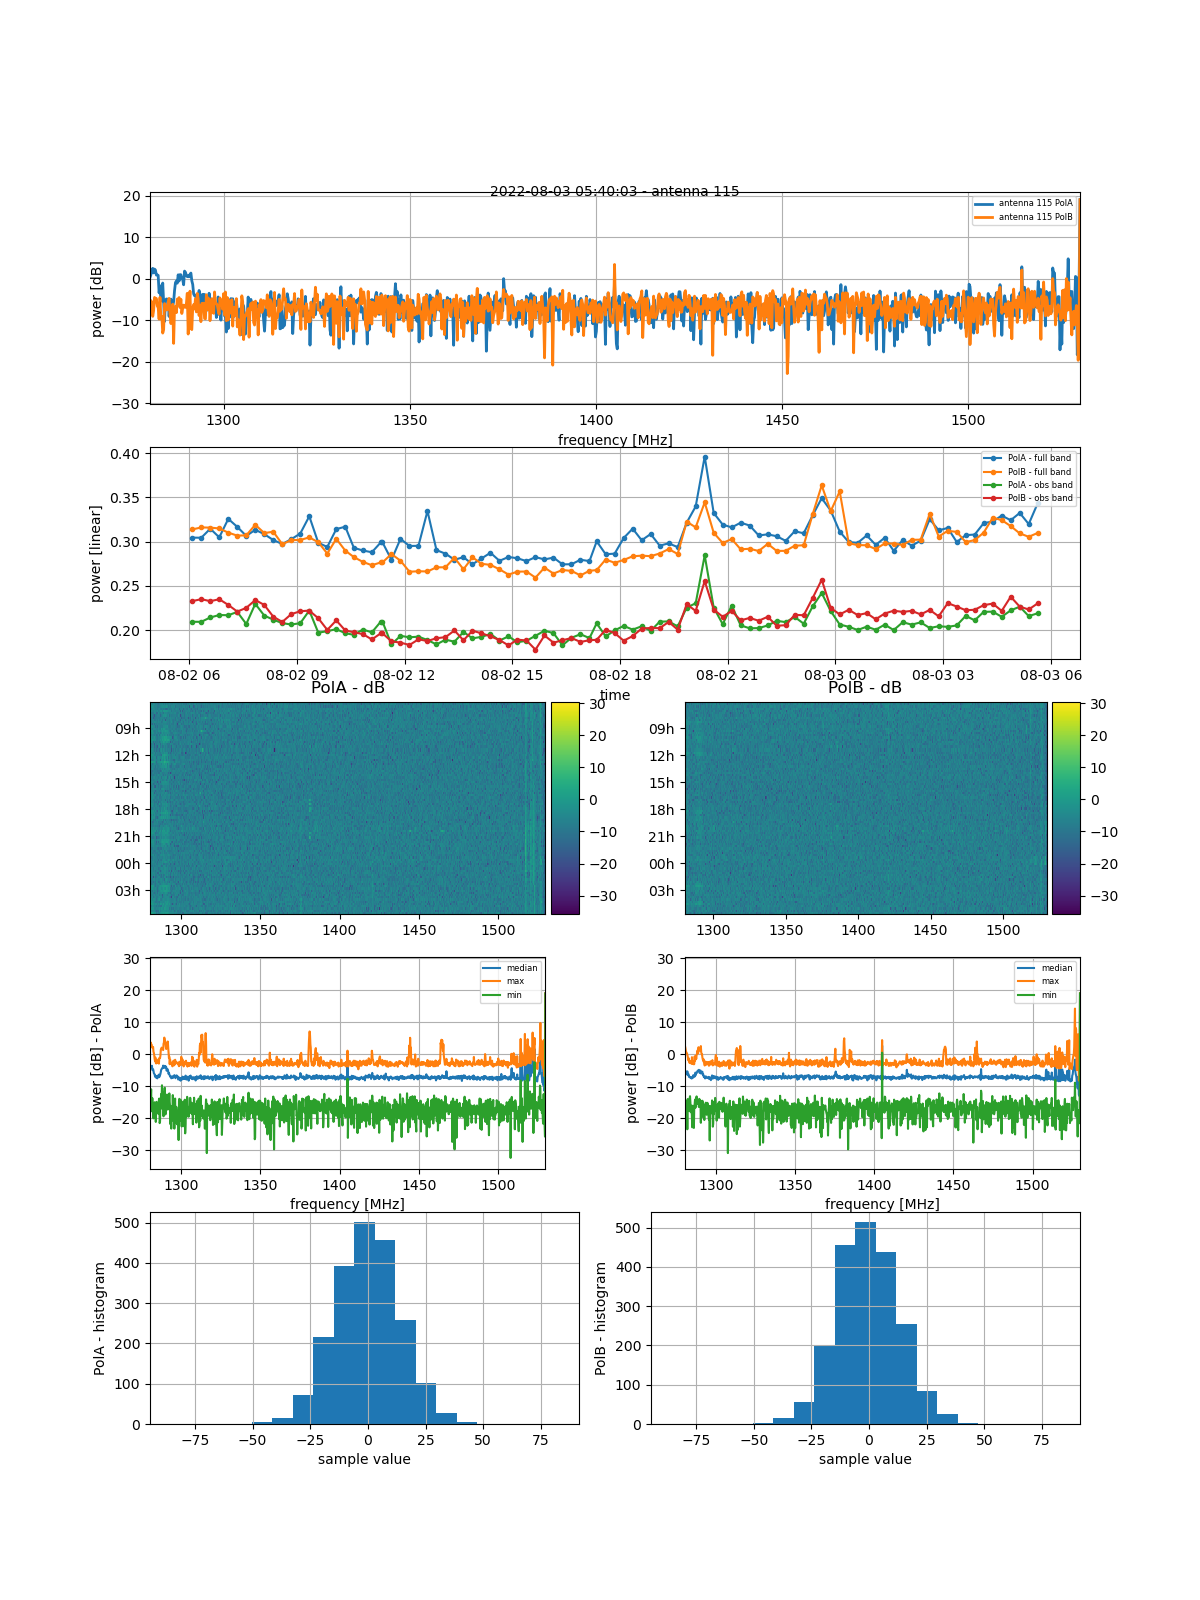 2022-08-03 05:40:03 - antenna 115
20
10
0
−10
−20
−30
power [dB]
antenna 115 PolA
antenna 115 PolB
1300 1350 1400 1450 1500
frequency [MHz]
0.40
0.35
0.30
0.25
0.20
power [linear]
PolA - full band
PolB - full band
PolA - obs band
PolB - obs band
08-02 06 08-02 09 08-02 12 08-02 15 08-02 18 08-02 21 08-03 00 08-03 03 08-03 06
time
PolA - dB
09h
12h
15h
18h
21h
00h
03h
1300 1350 1400 1450 1500
30
20
10
0
−10
−20
−30
PolB - dB
09h
12h
15h
18h
21h
00h
03h
1300 1350 1400 1450 1500
30
20
10
0
−10
−20
−30
30
20
10
0
−10
−20
−30
power [dB] - PolA
median
max
min
1300 1350 1400 1450 1500
frequency [MHz]
30
20
10
0
−10
−20
−30
power [dB] - PolB
median
max
min
1300 1350 1400 1450 1500
frequency [MHz]
500
400
300
200
100
0
PolA - histogram
−75 −50 −25 0 25 50 75
sample value
500
400
300
200
100
0
PolB - histogram
−75 −50 −25 0 25 50 75
sample value